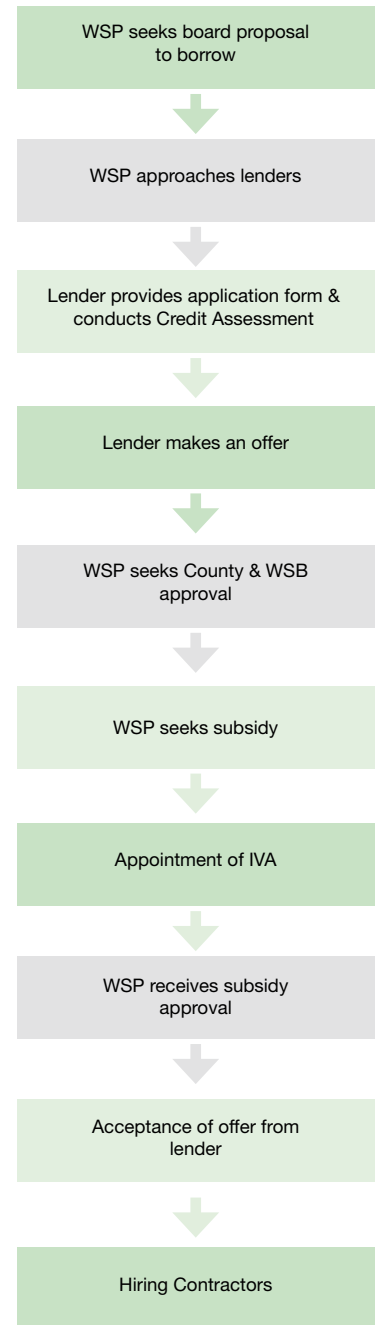 WSP seeks board proposal
to borrow
WSP approaches lenders
Lender provides application form &
conducts Credit Assessment
Lender makes an offer
WSP seeks County & WSB
approval
WSP seeks subsidy
Appointment of IVA
WSP receives subsidy
approval
Acceptance of offer from
lender
Hiring Contractors